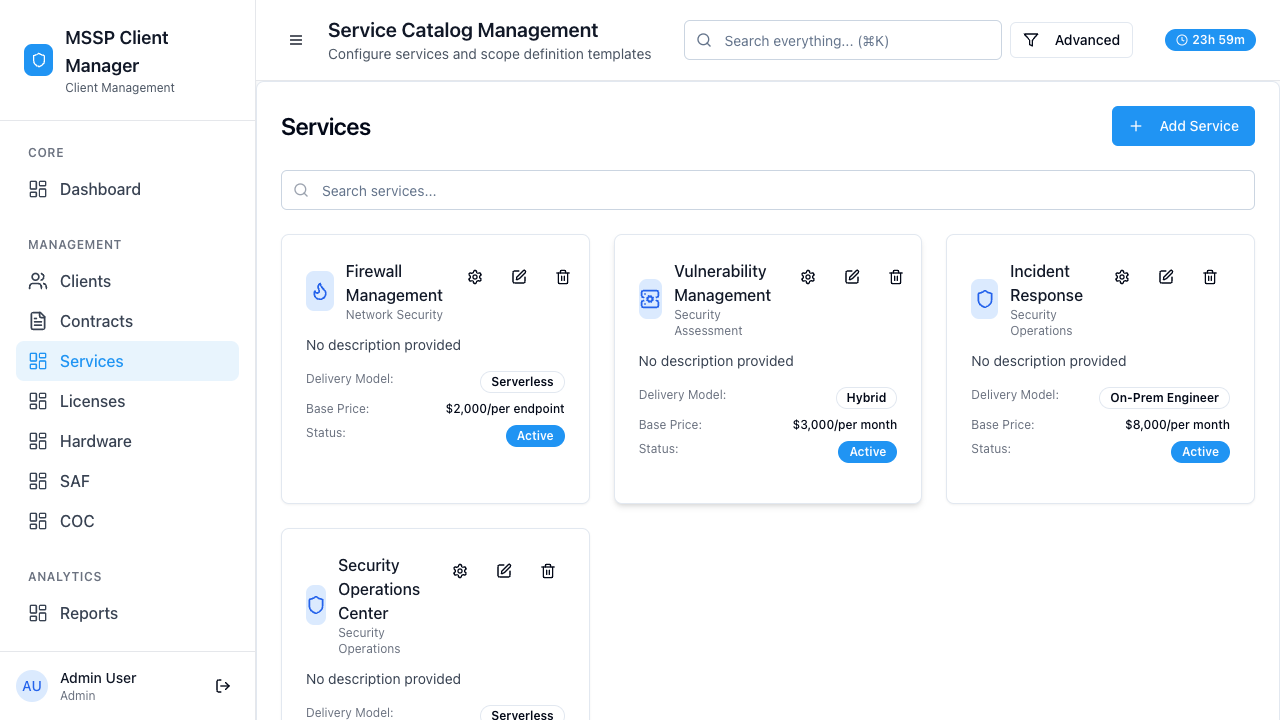 MSSP Client
Manager
Client Management
CORE
Dashboard
MANAGEMENT
Clients
Contracts
Services
Licenses
Hardware
SAF
COC
ANALYTICS
Reports
AU
Admin User
Admin
Service Catalog Management
Configure services and scope definition templates
Search everything... (⌘K)
Advanced
23h 59m
Services
Add Service
Search services...
Firewall
Management
Network Security
No description provided
Delivery Model:
Serverless
Base Price:
$2,000/per endpoint
Status:
Active
Vulnerability
Management
Security
Assessment
No description provided
Delivery Model:
Hybrid
Base Price:
$3,000/per month
Status:
Active
Incident
Response
Security
Operations
No description provided
Delivery Model:
On-Prem Engineer
Base Price:
$8,000/per month
Status:
Active
Security
Operations
Center
Security
Operations
No description provided
Delivery Model:
Serverless